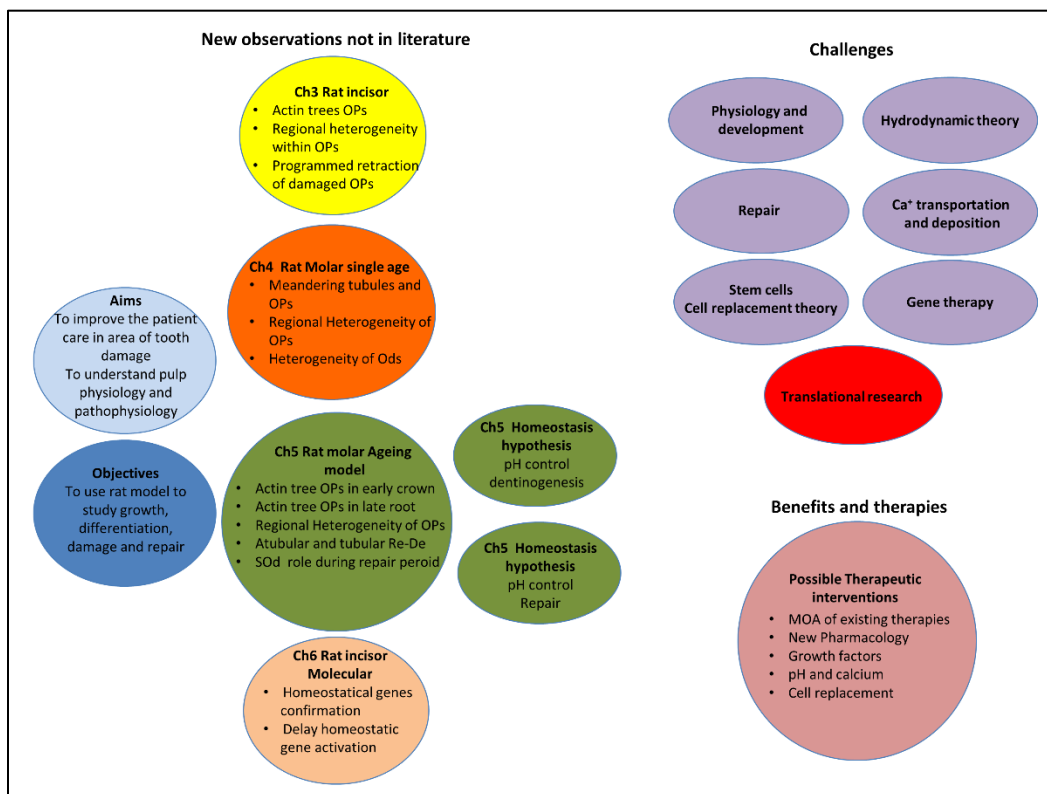 New observations not in literature
Ch3 Rat incisor
• Actin trees OPs
• Regional heterogeneity
within OPs
• Programmed retraction
of damaged OPs
Ch4 Rat Molar single age
• Meandering tubules and
OPs
• Regional Heterogeneity of
OPs
• Heterogeneity of Ods
Aims
To improve the patient
care in area of tooth
damage
To understand pulp
physiology and
pathophysiology
Objectives
To use rat model to
study growth,
differentiation,
damage and repair
Ch5 Rat molar Ageing
model
• Actin tree OPs in early crown
• Actin tree OPs in late root
• Regional Heterogeneity of OPs
• Atubular and tubular Re-De
• SOd role during repair peroid
Ch5 Homeostasis
hypothesis
pH control
dentinogenesis
Ch5 Homeostasis
hypothesis
pH control
Repair
Ch6 Rat incisor
Molecular
• Homeostatical genes
confirmation
• Delay homeostatic
gene activation
Challenges
Physiology and
development
Hydrodynamic theory
Repair
Ca⁺ transportation
and deposition
Stem cells
Cell replacement theory
Gene therapy
Translational research
Benefits and therapies
Possible Therapeutic
interventions
• MOA of existing therapies
• New Pharmacology
• Growth factors
• pH and calcium
• Cell replacement